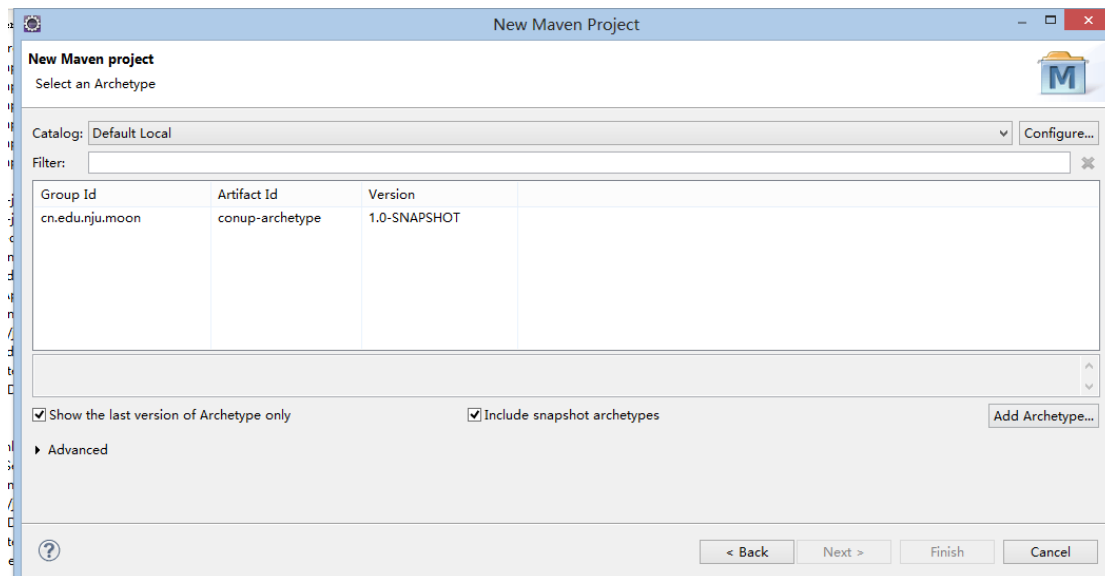 New Maven Project
New Maven project
Select an Archetype
M
Catalog: Default Local Configure...
Filter:
Group Id Artifact Id Version
cn.edu.nju.moon conup-archetype 1.0-SNAPSHOT
Show the last version of Archetype only Include snapshot archetypes Add Archetype...
Advanced
? < Back Next > Finish Cancel